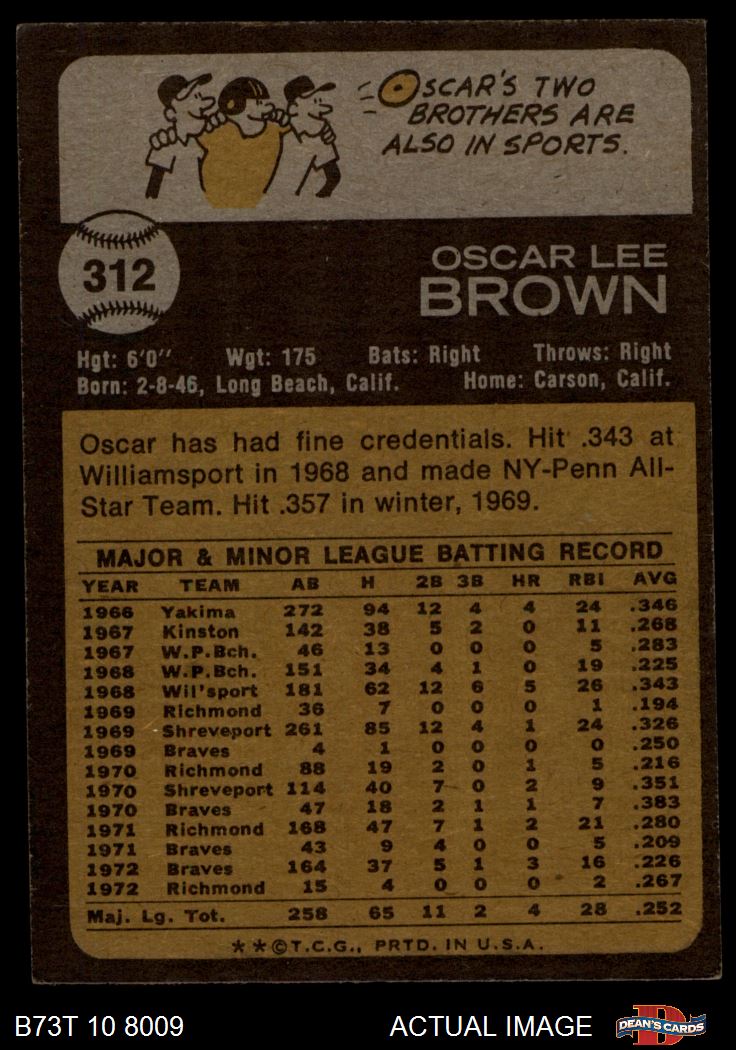 OSCAR'S TWO
BROTHERS ARE
ALSO IN SPORTS.
312
OSCAR LEE
BROWN
Hgt: 6'0" Wgt: 175 Bats: Right Throws: Right
Born: 2-8-46, Long Beach, Calif. Home: Carson, Calif.
Oscar has had fine credentials. Hit .343 at
Williamsport in 1968 and made NY-Penn All-
Star Team. Hit .357 in winter, 1969.
MAJOR & MINOR LEAGUE BATTING RECORD
YEAR TEAM AB H 2B 3B HR RBI AVG
1966 Yakima 272 94 12 4 4 24 .346
1967 Kinston 142 38 5 2 0 11 .268
1967 W.P.Bch. 46 13 0 0 0 5 .283
1968 W.P.Bch. 151 34 4 1 0 19 .225
1968 Wil'sport 181 62 12 6 5 26 .343
1969 Richmond 36 7 0 0 0 1 .194
1969 Shreveport 261 85 12 4 1 24 .326
1969 Braves 4 1 0 0 0 0 .250
1970 Richmond 88 19 2 0 1 5 .216
1970 Shreveport 114 40 7 0 2 9 .351
1970 Braves 47 18 2 1 1 7 .383
1971 Richmond 168 47 7 1 2 21 .280
1971 Braves 43 9 4 0 0 5 .209
1972 Braves 164 37 5 1 3 16 .226
1972 Richmond 15 4 0 0 0 2 .267
Maj. Lg. Tot. 258 65 11 2 4 28 .252
**©T.C.G., PRTD. IN U.S.A.
B73T 10 8009 ACTUAL IMAGE
D
DEAN'S CARDS